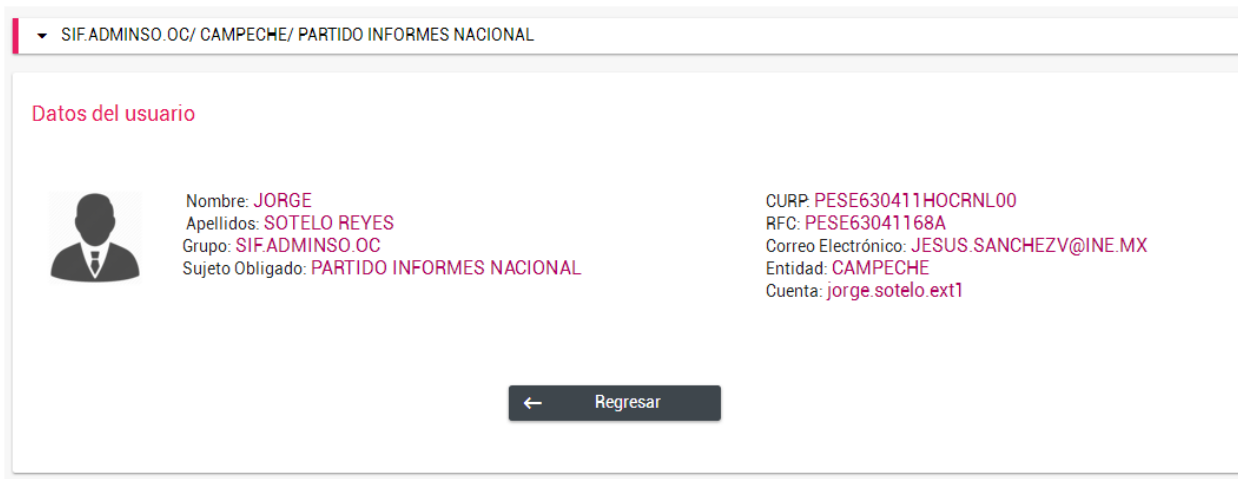 SIF.ADMINSO.OC/ CAMPECHE/ PARTIDO INFORMES NACIONAL
Datos del usuario
Nombre: JORGE
Apellidos: SOTELO REYES
Grupo: SIF.ADMINSO.OC
Sujeto Obligado: PARTIDO INFORMES NACIONAL
CURP: PESE630411HOCRNL00
RFC: PESE63041168A
Correo Electrónico: JESUS.SANCHEZV@INE.MX
Entidad: CAMPECHE
Cuenta: jorge.sotelo.ext1
Regresar